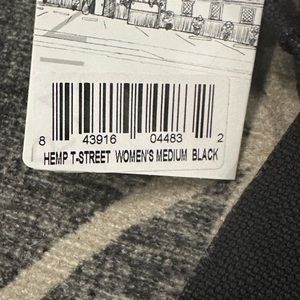 8 43916 04483 2
HEMP T-STREET WOMEN'S MEDIUM BLACK